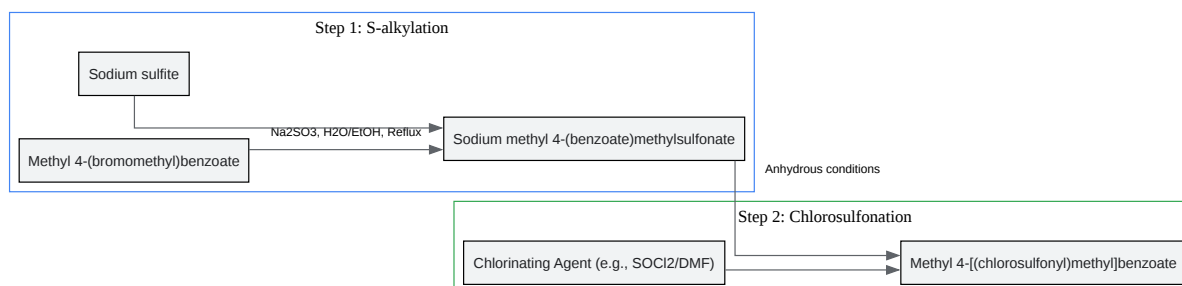 Step 1: S-alkylation
Sodium sulfite
Na2SO3, H2O/EtOH, Reflux
Sodium methyl 4-(benzoate)methylsulfonate
Methyl 4-(bromomethyl)benzoate
Anhydrous conditions
Step 2: Chlorosulfonation
Chlorinating Agent (e.g., SOCl2/DMF)
Methyl 4-[(chlorosulfonyl)methyl]benzoate